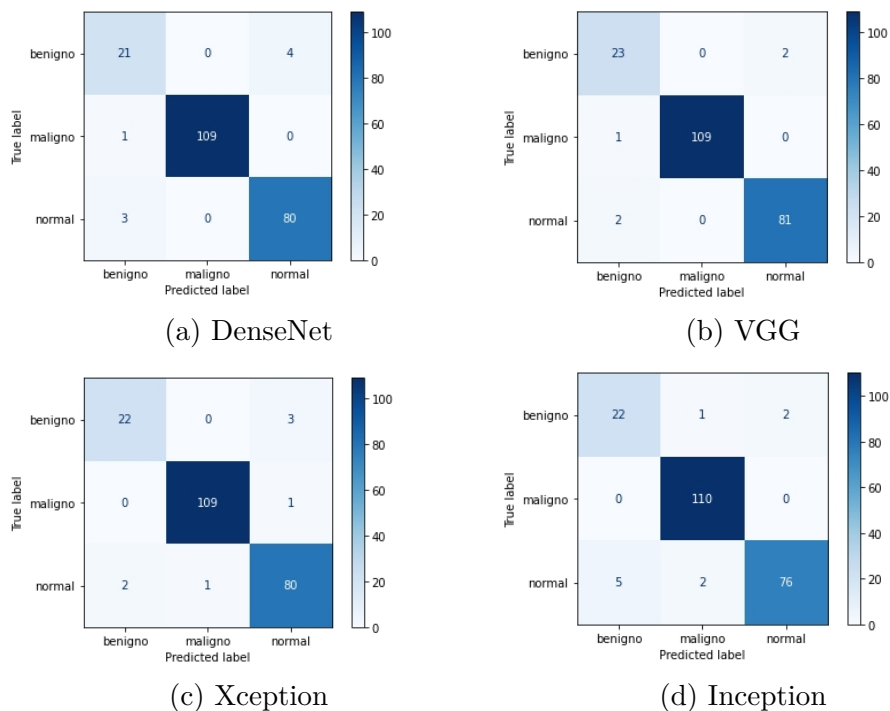 benigno 21 0 4 100
80
maligno 1 109 0 60
40
normal 3 0 80 20
0
benigno maligno normal
True label
Predicted label
(a) DenseNet
benigno 23 0 2 100
80
maligno 1 109 0 60
40
normal 2 0 81 20
0
benigno maligno normal
True label
Predicted label
(b) VGG
benigno 22 0 3 100
80
maligno 0 109 1 60
40
normal 2 1 80 20
0
benigno maligno normal
True label
Predicted label
(c) Xception
benigno 22 1 2 100
80
maligno 0 110 0 60
40
normal 5 2 76 20
0
benigno maligno normal
True label
Predicted label
(d) Inception